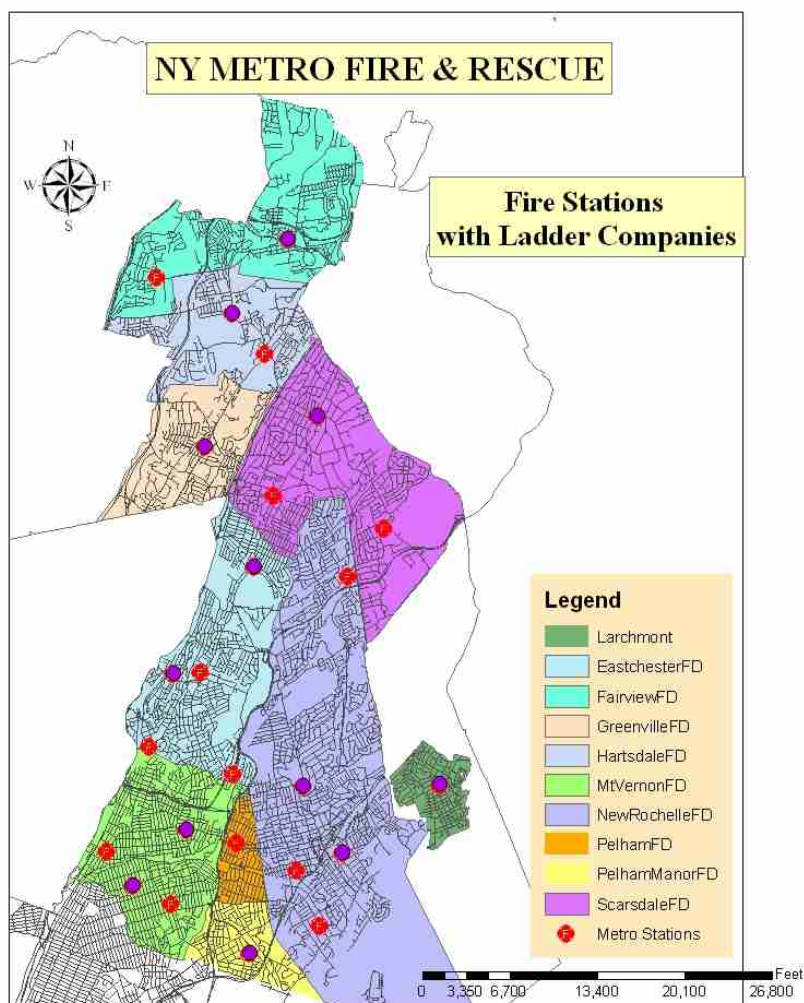 NY METRO FIRE & RESCUE
N
W
E
S
Fire Stations
with Ladder Companies
F
F
F
F
F
F
F
F
F
F
F
F
F
Legend
Larchmont
EastchesterFD
FairviewFD
GreenvilleFD
HartsdaleFD
MtVernonFD
NewRochelleFD
PelhamFD
PelhamManorFD
ScarsdaleFD
F Metro Stations
Feet
0 3,350 6,700 13,400 20,100 26,800